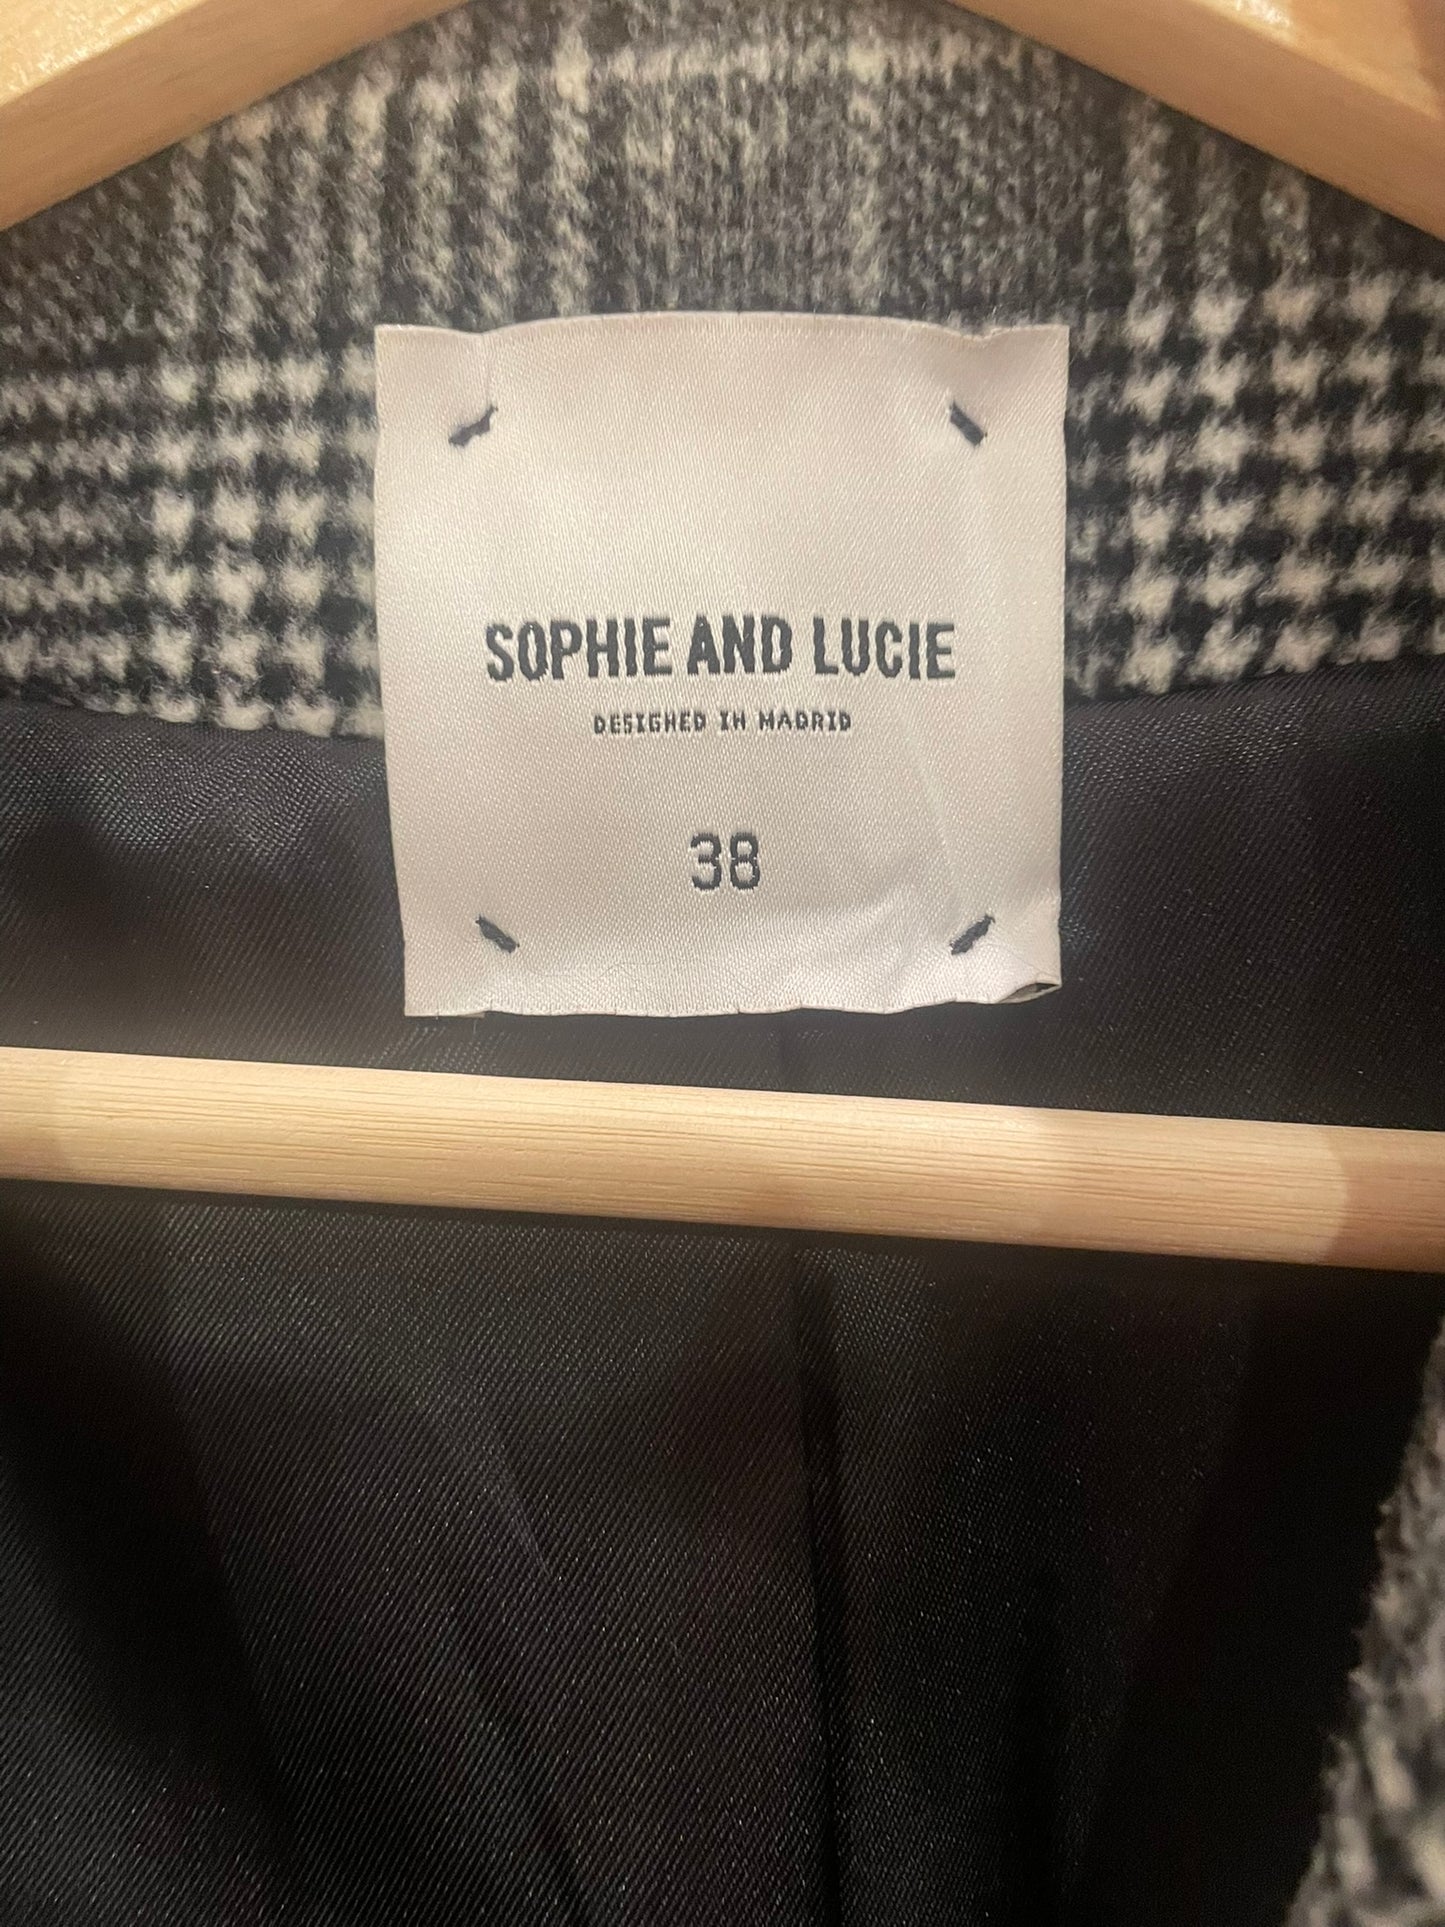 SOPHIE AND LUCIE
DESIGNED IN MADRID
38